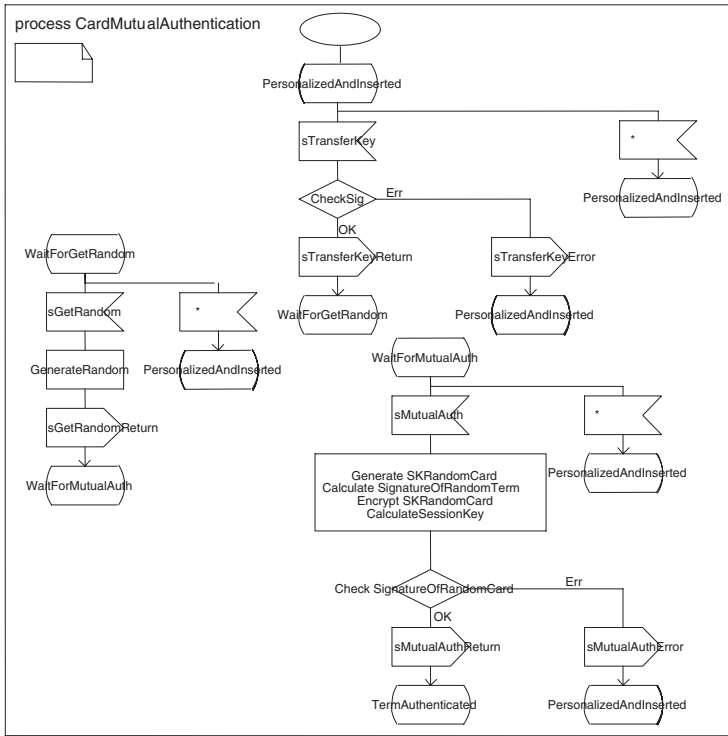 process CardMutualAuthentication
PersonalizedAndInserted
sTransferKey
*
CheckSig
Err
OK
PersonalizedAndInserted
sTransferKeyReturn
sTransferKeyError
WaitForGetRandom
PersonalizedAndInserted
WaitForGetRandom
sGetRandom
*
GenerateRandom
PersonalizedAndInserted
sGetRandomReturn
WaitForMutualAuth
WaitForMutualAuth
sMutualAuth
*
Generate SKRandomCard
Calculate SignatureOfRandomTerm
Encrypt SKRandomCard
CalculateSessionKey
PersonalizedAndInserted
Check SignatureOfRandomCard
Err
OK
sMutualAuthReturn
sMutualAuthError
TermAuthenticated
PersonalizedAndInserted